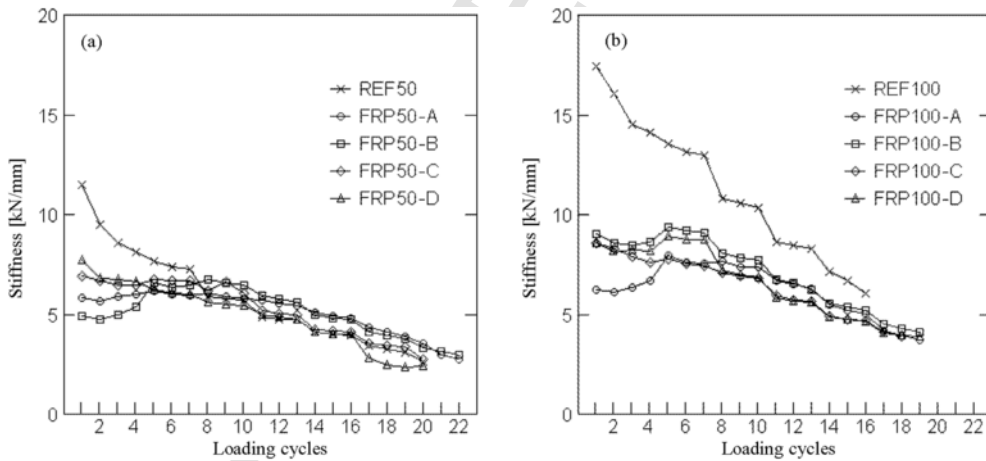 (a)
Stiffness [kN/mm]
20
15
10
5
0
REF50
FRP50-A
FRP50-B
FRP50-C
FRP50-D
2 4 6 8 10 12 14 16 18 20 22
Loading cycles
(b)
Stiffness [kN/mm]
20
15
10
5
0
REF100
FRP100-A
FRP100-B
FRP100-C
FRP100-D
2 4 6 8 10 12 14 16 18 20 22
Loading cycles